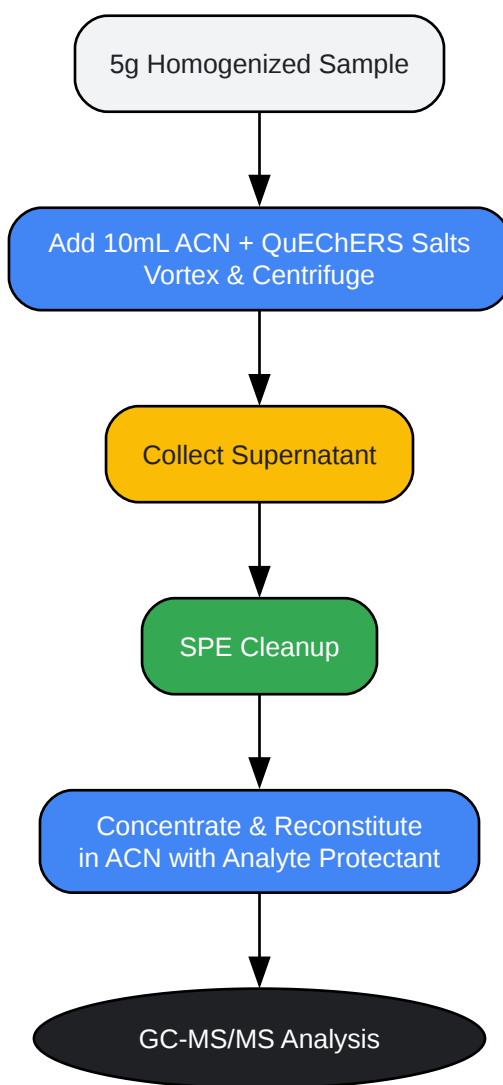 5g Homogenized Sample
Add 10mL ACN + QuEChERS Salts
Vortex & Centrifuge
Collect Supernatant
SPE Cleanup
Concentrate & Reconstitute
in ACN with Analyte Protectant
GC-MS/MS Analysis